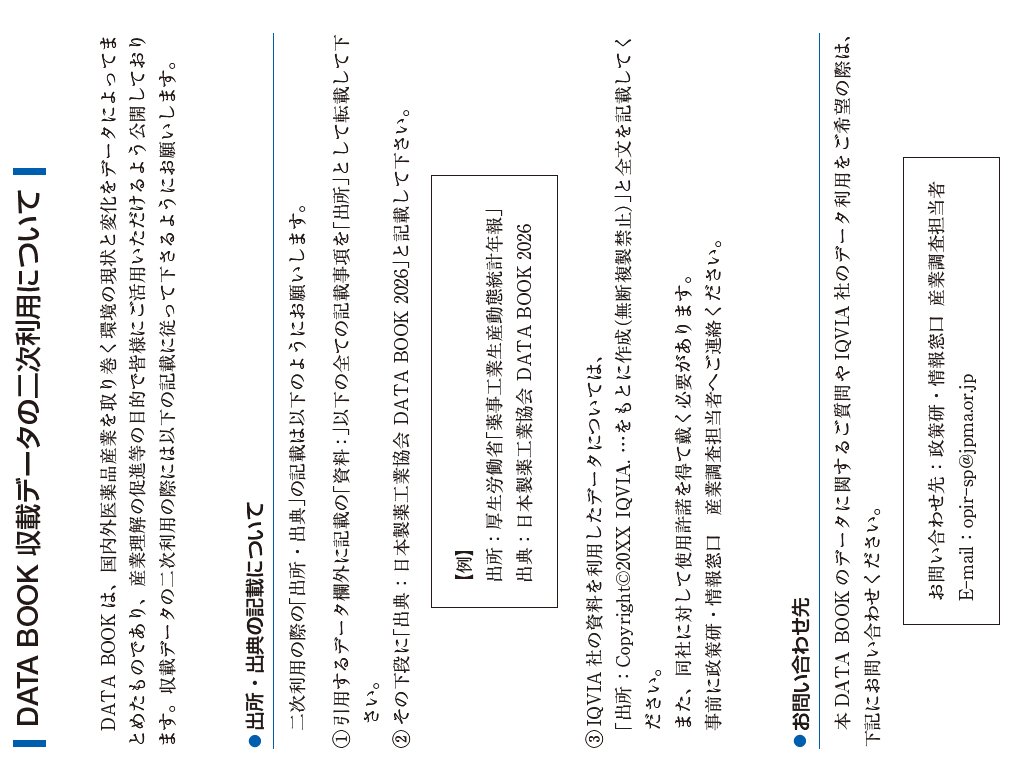 DATA BOOK 収載データの二次利用について
DATA BOOK は、国内外医薬品産業を取り巻く環境の現状と変化をデータによってま
とめたものであり、産業理解の促進等の目的で皆様にご活用いただけるよう公開しており
ます。収載データの二次利用の際には以下の記載に従って下さるようにお願いします。
●出所・出典の記載について
二次利用の際の「出所・出典」の記載は以下のようにお願いします。
① 引用するデータ欄外に記載の「資料：」以下の全ての記載事項を「出所」として転載して下
さい。
② その下段に「出典：日本製薬工業協会 DATA BOOK 2026」と記載して下さい。
【例】
出所：厚生労働省「薬事工業生産動態統計年報」
出典：日本製薬工業協会 DATA BOOK 2026
③ IQVIA 社の資料を利用したデータについては、
「出所：Copyright©20XX IQVIA. …をもとに作成(無断複製禁止)」と全文を記載してく
ださい。
また、同社に対して使用許諾を得て戴く必要があります。
事前に政策研・情報窓口　産業調査担当者へご連絡ください。
●お問い合わせ先
本 DATA BOOK のデータに関するご質問や IQVIA 社のデータ利用をご希望の際は、
下記にお問い合わせください。
お問い合わせ先：政策研・情報窓口 産業調査担当者
E-mail：opir-sp@jpma.or.jp